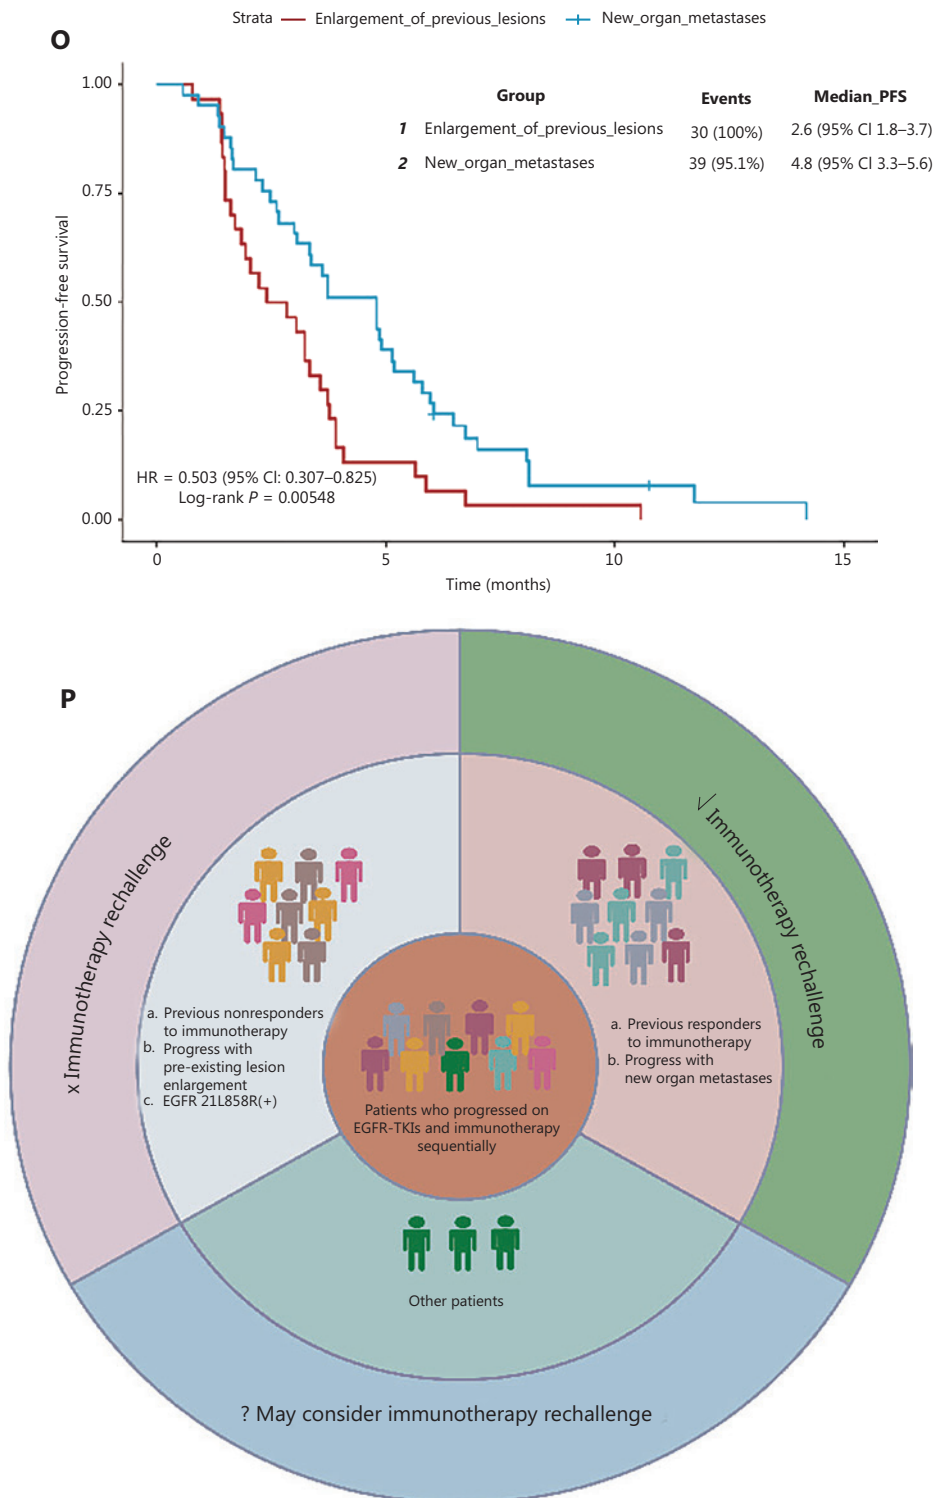 Strata Enlargement_of_previous_lesions New_organ_metastases
O
Group Events Median_PFS
1 Enlargement_of_previous_lesions 30 (100%) 2.6 (95% CI 1.8–3.7)
2 New_organ_metastases 39 (95.1%) 4.8 (95% CI 3.3–5.6)
1.00
0.75
0.50
0.25
0.00
Progression-free survival
HR = 0.503 (95% CI: 0.307–0.825)
Log-rank P = 0.00548
0 5 10 15
Time (months)
P
x Immunotherapy rechallenge
√ Immunotherapy rechallenge
a. Previous nonresponders
to immunotherapy
b. Progress with
pre-existing lesion
enlargement
c. EGFR 21L858R(+)
a. Previous responders
to immunotherapy
b. Progress with
new organ metastases
Patients who progressed on
EGFR-TKIs and immunotherapy
sequentially
Other patients
? May consider immunotherapy rechallenge